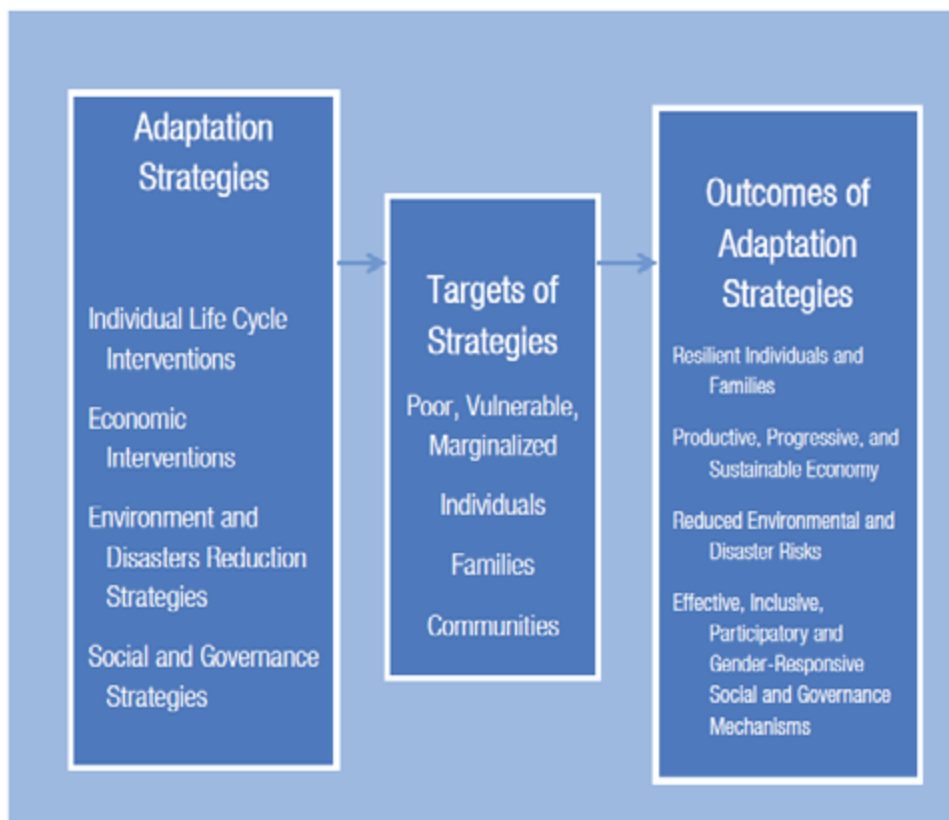 Adaptation
Strategies
Individual Life Cycle
Interventions
Economic
Interventions
Environment and
Disasters Reduction
Strategies
Social and Governance
Strategies
Targets of
Strategies
Poor, Vulnerable,
Marginalized
Individuals
Families
Communities
Outcomes of
Adaptation
Strategies
Resilient Individuals and
Families
Productive, Progressive, and
Sustainable Economy
Reduced Environmental and
Disaster Risks
Effective, Inclusive,
Participatory and
Gender-Responsive
Social and Governance
Mechanisms